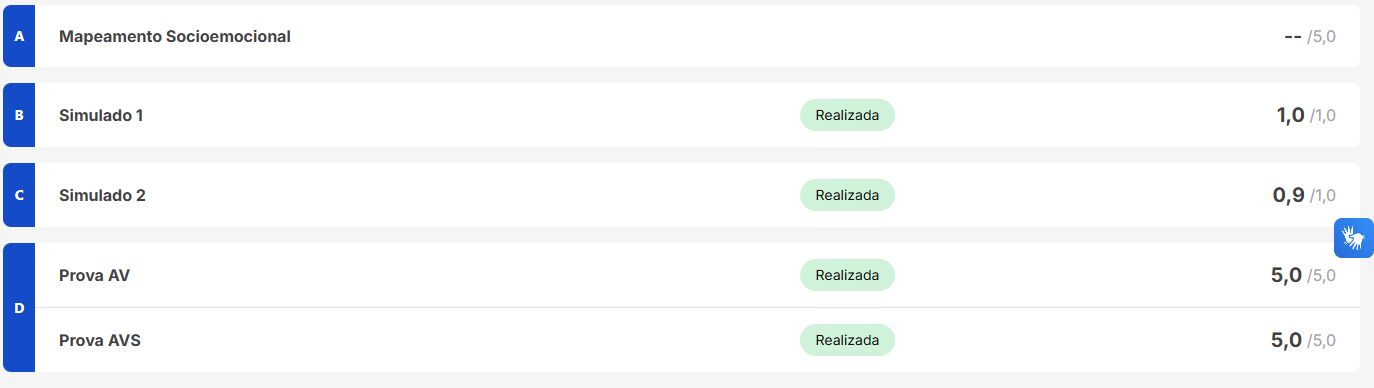 A Mapeamento Socioemocional -- /5,0
B Simulado 1 Realizada 1,0 /1,0
C Simulado 2 Realizada 0,9 /1,0
D
Prova AV Realizada 5,0 /5,0
Prova AVS Realizada 5,0 /5,0